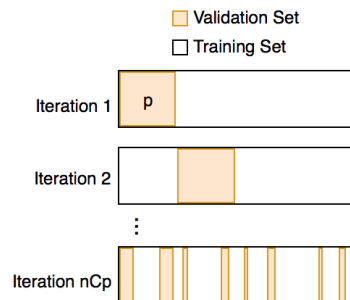 Validation Set
Training Set
Iteration 1
p
Iteration 2
⋮
Iteration nCp